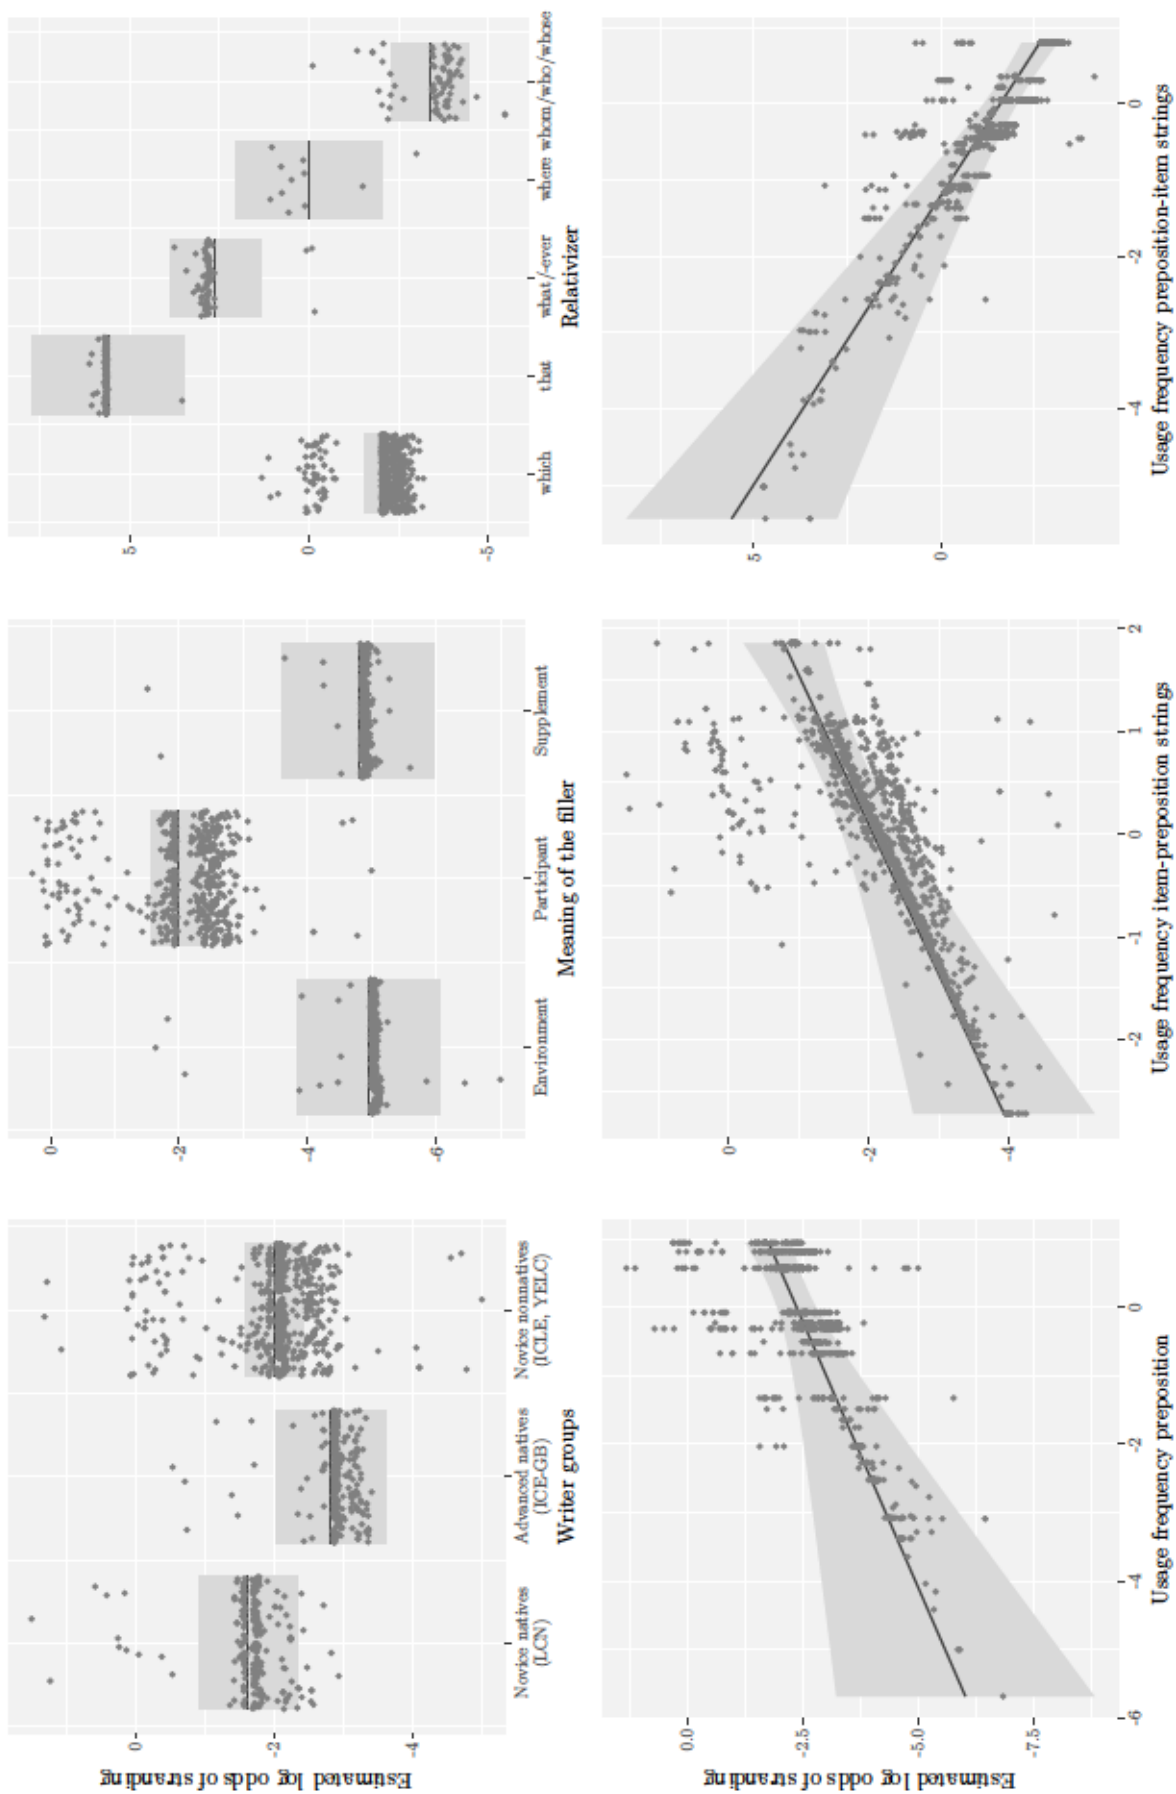 Estimated log odds of stranding
0
-2
-4
Novice natives
(LCN)
Advanced natives
(ICE-GB)
Novice nonnatives
(ICLE, YELC)
Writer groups
0
-2
-4
-6
Environment
Participant
Supplement
Meaning of the filler
5
0
-5
which
that
what/-ever
where
whom/who/whose
Relativizer
Estimated log odds of stranding
0.0
-2.5
-5.0
-7.5
-6
-4
-2
0
Usage frequency preposition
0
-2
-4
-2
-1
0
1
2
Usage frequency item-preposition strings
5
0
-4
-2
0
Usage frequency preposition-item strings